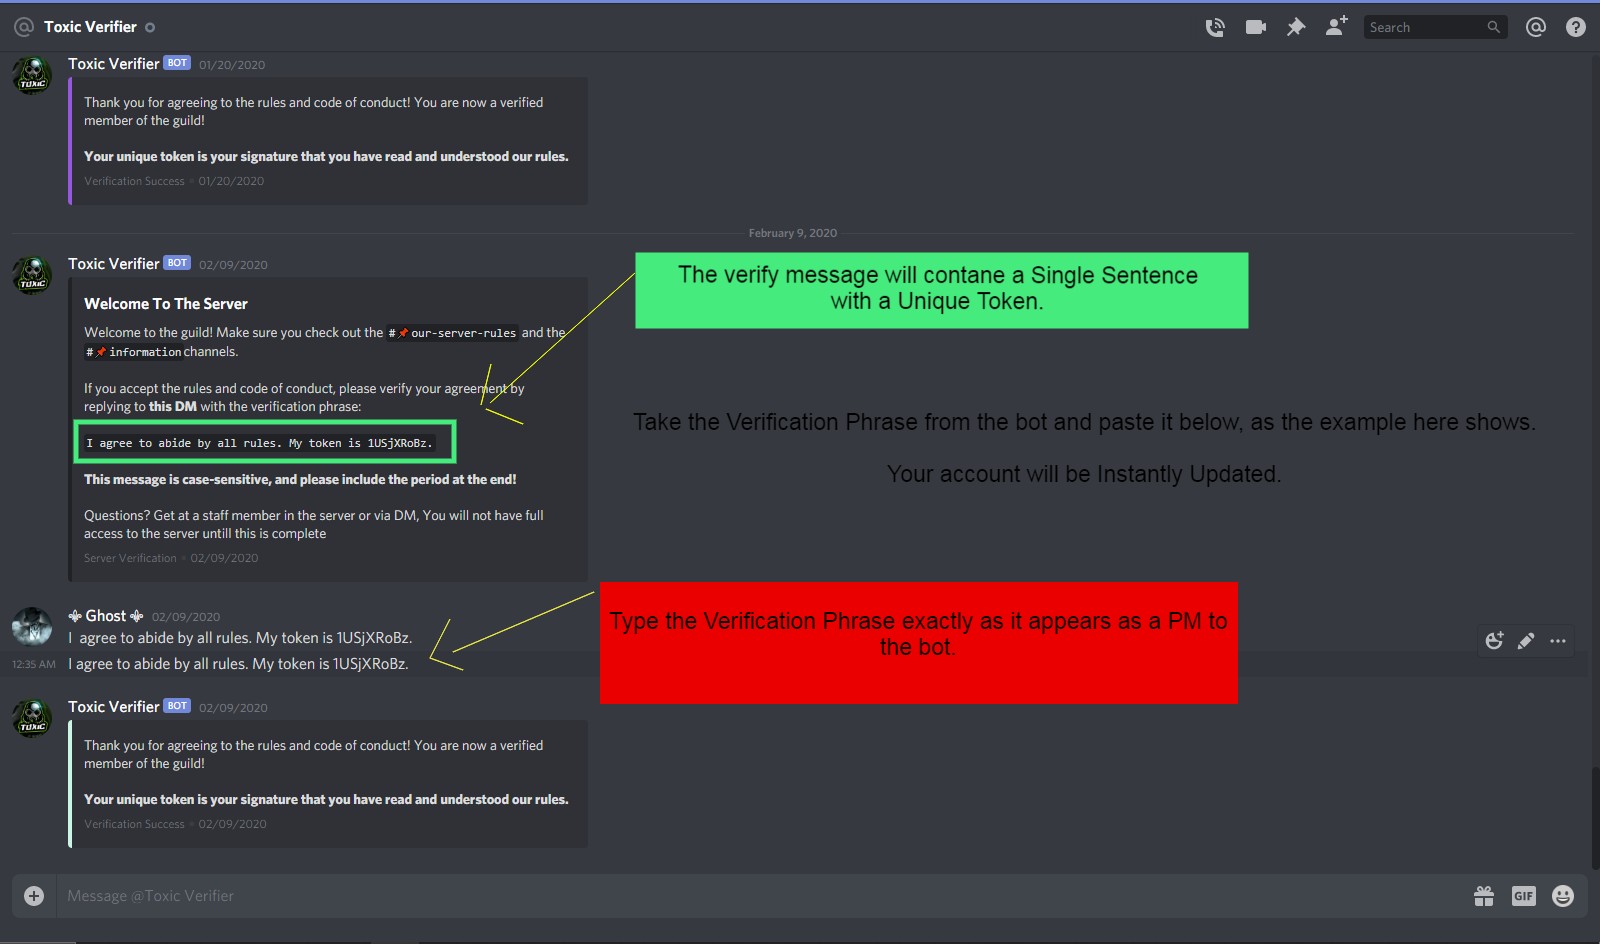 Toxic Verifier
Search
Toxic Verifier BOT 01/20/2020
TOXIC
Thank you for agreeing to the rules and code of conduct! You are now a verified
member of the guild!
Your unique token is your signature that you have read and understood our rules.
Verification Success • 01/20/2020
February 9, 2020
Toxic Verifier BOT 02/09/2020
TOXIC
Welcome To The Server
Welcome to the guild! Make sure you check out the #📌our-server-rules and the
#📌information channels.
If you accept the rules and code of conduct, please verify your agreement by
replying to this DM with the verification phrase:
I agree to abide by all rules. My token is 1USjXRoBz.
This message is case-sensitive, and please include the period at the end!
Questions? Get at a staff member in the server or via DM, You will not have full
access to the server untill this is complete
Server Verification • 02/09/2020
The verify message will contane a Single Sentence
with a Unique Token.
Take the Verification Phrase from the bot and paste it below, as the example here shows.
Your account will be Instantly Updated.
⚜ Ghost ⚜ 02/09/2020
I agree to abide by all rules. My token is 1USjXRoBz.
12:35 AM I agree to abide by all rules. My token is 1USjXRoBz.
Type the Verification Phrase exactly as it appears as a PM to
the bot.
Toxic Verifier BOT 02/09/2020
TOXIC
Thank you for agreeing to the rules and code of conduct! You are now a verified
member of the guild!
Your unique token is your signature that you have read and understood our rules.
Verification Success • 02/09/2020
Message @Toxic Verifier
GIF